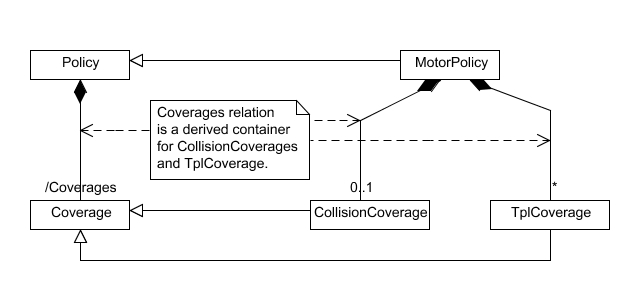 Policy
MotorPolicy
Coverages relation
is a derived container
for CollisionCoverages
and TplCoverage.
/Coverages
0..1
*
Coverage
CollisionCoverage
TplCoverage